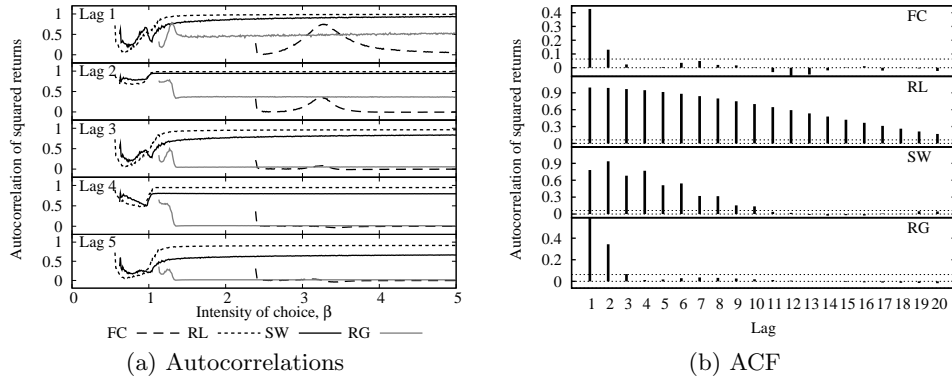 Autocorrelation of squared returns
Lag 1
1
0.5
0
Lag 2
1
0.5
0
Lag 3
1
0.5
0
Lag 4
1
0.5
0
Lag 5
1
0.5
0
0 1 2 3 4 5
Intensity of choice, β
FC RL SW RG
(a) Autocorrelations
Autocorrelation of squared returns
FC
0.4
0.3
0.2
0.1
0
RL
0.9
0.6
0.3
0
SW
0.9
0.6
0.3
0
RG
0.4
0.2
0
1 2 3 4 5 6 7 8 9 10 11 12 13 14 15 16 17 18 19 20
Lag
(b) ACF